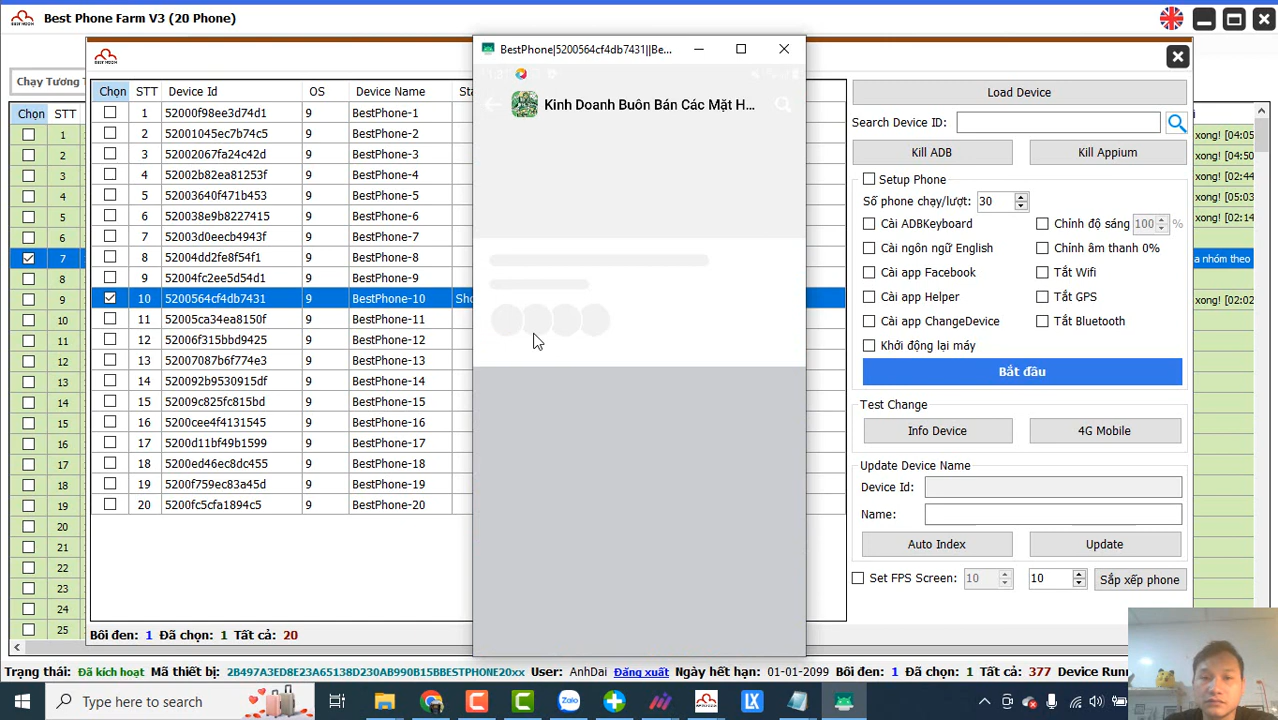 Best Phone Farm V3 (20 Phone)
Chạy Tương T
BestPhone|5200564cf4db7431||Be...
Kinh Doanh Buôn Bán Các Mặt H...
Chọn STT
1
2
3
4
5
6
7
8
9
10
11
12
13
14
15
16
17
18
19
20
21
22
23
24
25
Chọn STT Device Id OS Device Name Sta
1 52000f98ee3d74d1 9 BestPhone-1
2 52001045ec7b74c5 9 BestPhone-2
3 52002067fa24c42d 9 BestPhone-3
4 52002b82ea81253f 9 BestPhone-4
5 52003640f471b453 9 BestPhone-5
6 520038e9b8227415 9 BestPhone-6
7 52003d0eecb4943f 9 BestPhone-7
8 52004dd2fe8f54f1 9 BestPhone-8
9 52004fc2ee5d54d1 9 BestPhone-9
10 5200564cf4db7431 9 BestPhone-10 Sho
11 52005ca34ea8150f 9 BestPhone-11
12 52006f315bbd9425 9 BestPhone-12
13 52007087b6f774e3 9 BestPhone-13
14 520092b9530915df 9 BestPhone-14
15 52009c825fc815bd 9 BestPhone-15
16 5200cee4f4131545 9 BestPhone-16
17 5200d11bf49b1599 9 BestPhone-17
18 5200ed46ec8dc455 9 BestPhone-18
19 5200f759ec83a45d 9 BestPhone-19
20 5200fc5cfa1894c5 9 BestPhone-20
Bôi đen: 1 Đã chọn: 1 Tất cả: 20
Load Device
Search Device ID:
Kill ADB Kill Appium
Setup Phone
Số phone chạy/lượt: 30
Cài ADBKeyboard Chỉnh độ sáng 100 %
Cài ngôn ngữ English Chỉnh âm thanh 0%
Cài app Facebook Tắt Wifi
Cài app Helper Tắt GPS
Cài app ChangeDevice Tắt Bluetooth
Khởi động lại máy
Bắt đầu
Test Change
Info Device 4G Mobile
Update Device Name
Device Id:
Name:
Auto Index Update
Set FPS Screen: 10 10 Sắp xếp phone
xong! [04:05
xong! [04:50
xong! [02:44
xong! [05:03
xong! [02:14
a nhóm theo
xong! [02:02
Trạng thái: Đã kích hoạt Mã thiết bị: 2B497A3ED8E23A65138D230AB990B15BBESTPHONE20xx User: AnhDai Đăng xuất Ngày hết hạn: 01-01-2099 Bôi đen: 1 Đã chọn: 1 Tất cả: 377 Device Run
Type here to search